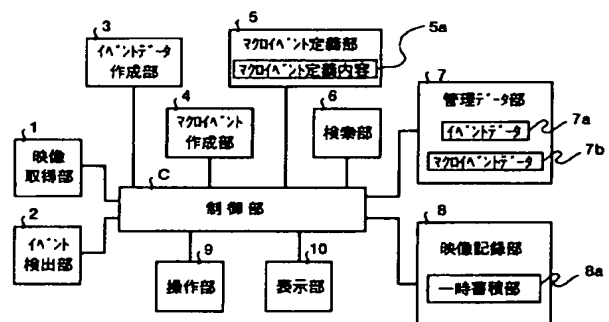 3
イベントデータ
作成部
5
マクロイベント定義部
マクロイベント定義内容
5a
4
マクロイベント
作成部
6
検索部
7
管理データ部
イベントデータ
マクロイベントデータ
7a
7b
1
映像
取得部
2
イベント
検出部
C
制御部
9
操作部
10
表示部
8
映像記録部
一時蓄積部
8a